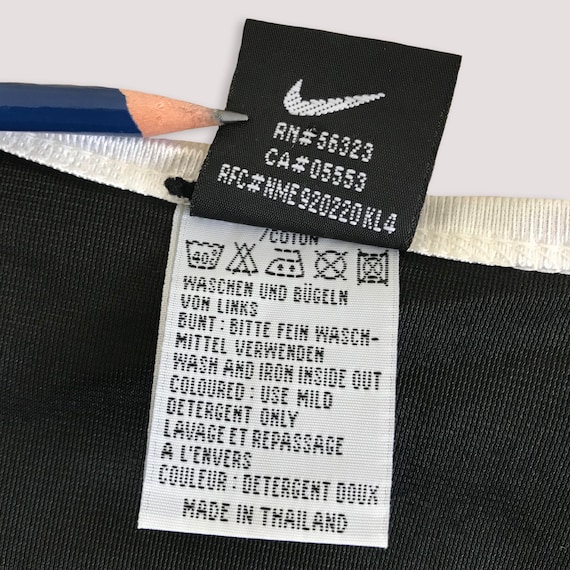 RN#56323
CA#05553
RFC#NME920220KL4
/COTON
40
WASCHEN UND BÜGELN
VON LINKS
BUNT : BITTE FEIN WASCH-
MITTEL VERWENDEN
WASH AND IRON INSIDE OUT
COLOURED : USE MILD
DETERGENT ONLY
LAVAGE ET REPASSAGE
A L'ENVERS
COULEUR : DETERGENT DOUX
MADE IN THAILAND